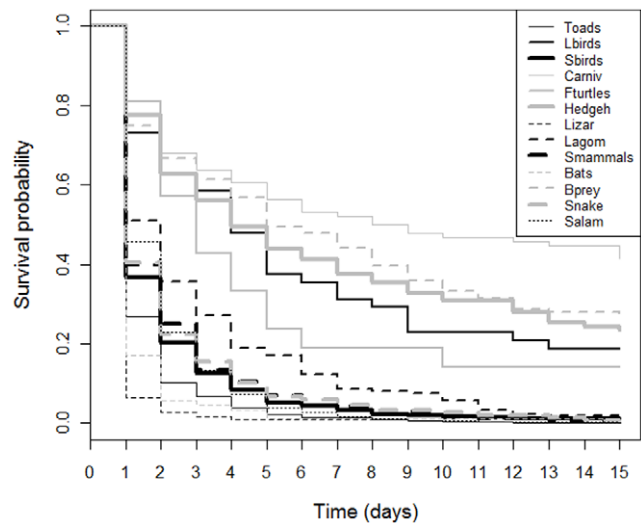 Survival probability
1.0
0.8
0.6
0.4
0.2
0.0
Toads
Lbirds
Sbirds
Carniv
Fturtles
Hedgeh
Lizar
Lagom
Smammals
Bats
Bprey
Snake
Salam
0 1 2 3 4 5 6 7 8 9 10 11 12 13 14 15
Time (days)